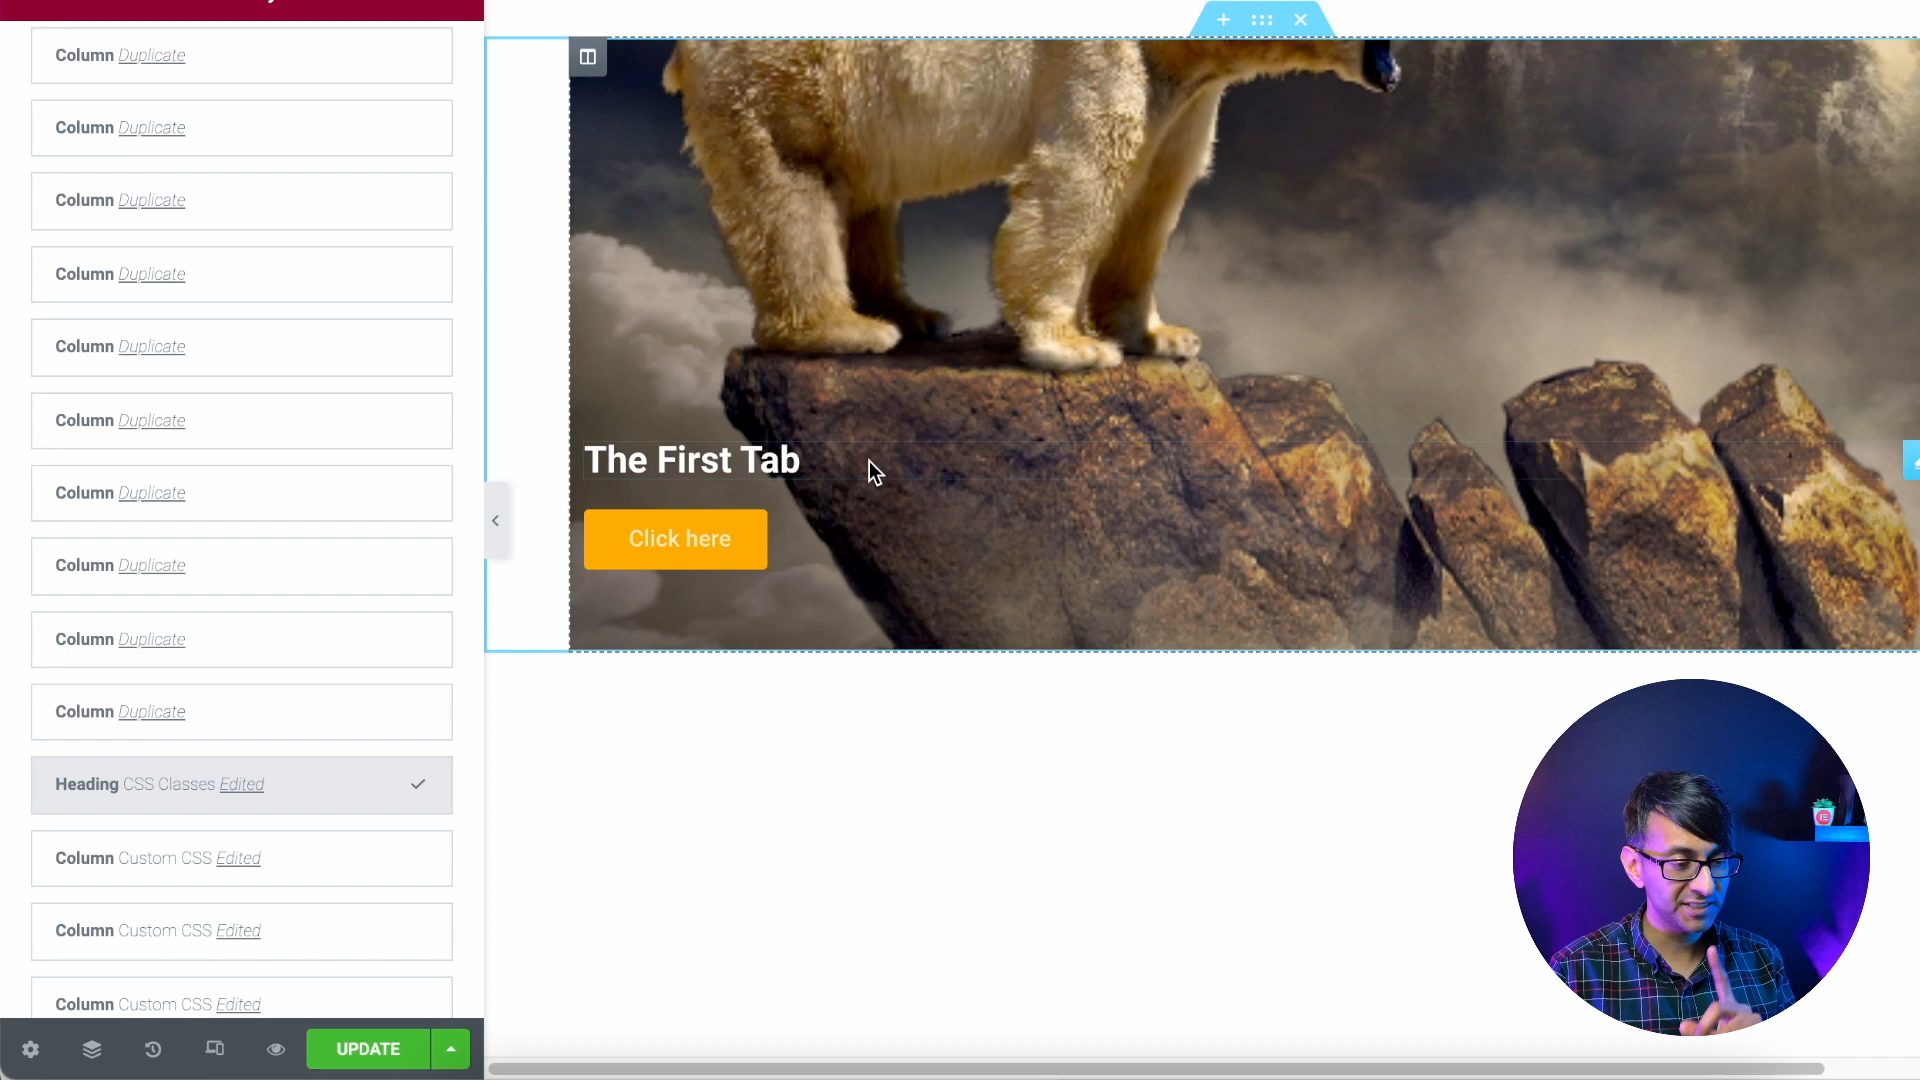 Column Duplicate
Column Duplicate
Column Duplicate
Column Duplicate
Column Duplicate
Column Duplicate
Column Duplicate
Column Duplicate
Column Duplicate
Column Duplicate
Heading CSS Classes Edited
Column Custom CSS Edited
Column Custom CSS Edited
Column Custom CSS Edited
UPDATE
The First Tab
Click here